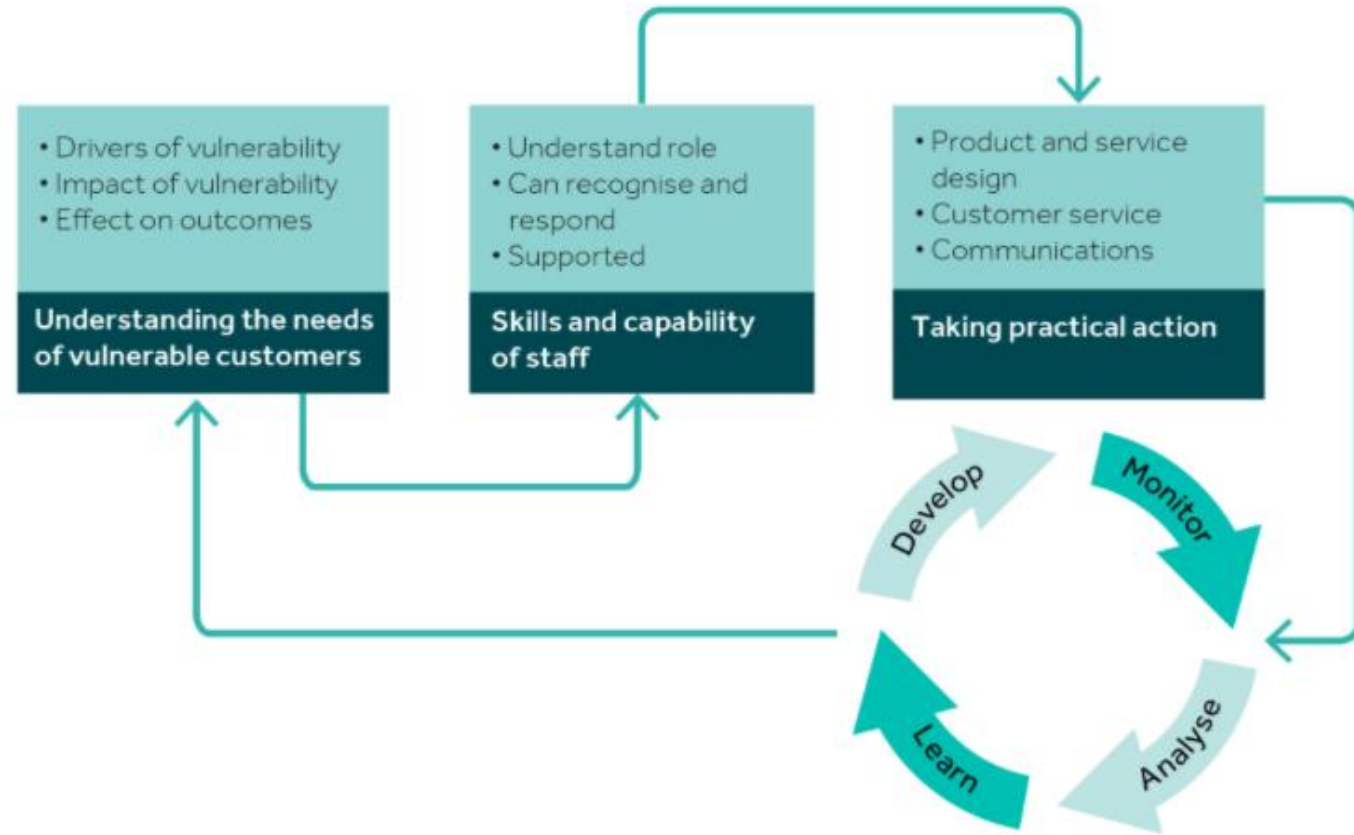 • Drivers of vulnerability
• Impact of vulnerability
• Effect on outcomes
Understanding the needs
of vulnerable customers
• Understand role
• Can recognise and
respond
• Supported
Skills and capability
of staff
• Product and service
design
• Customer service
• Communications
Taking practical action
Develop
Monitor
Analyse
Learn